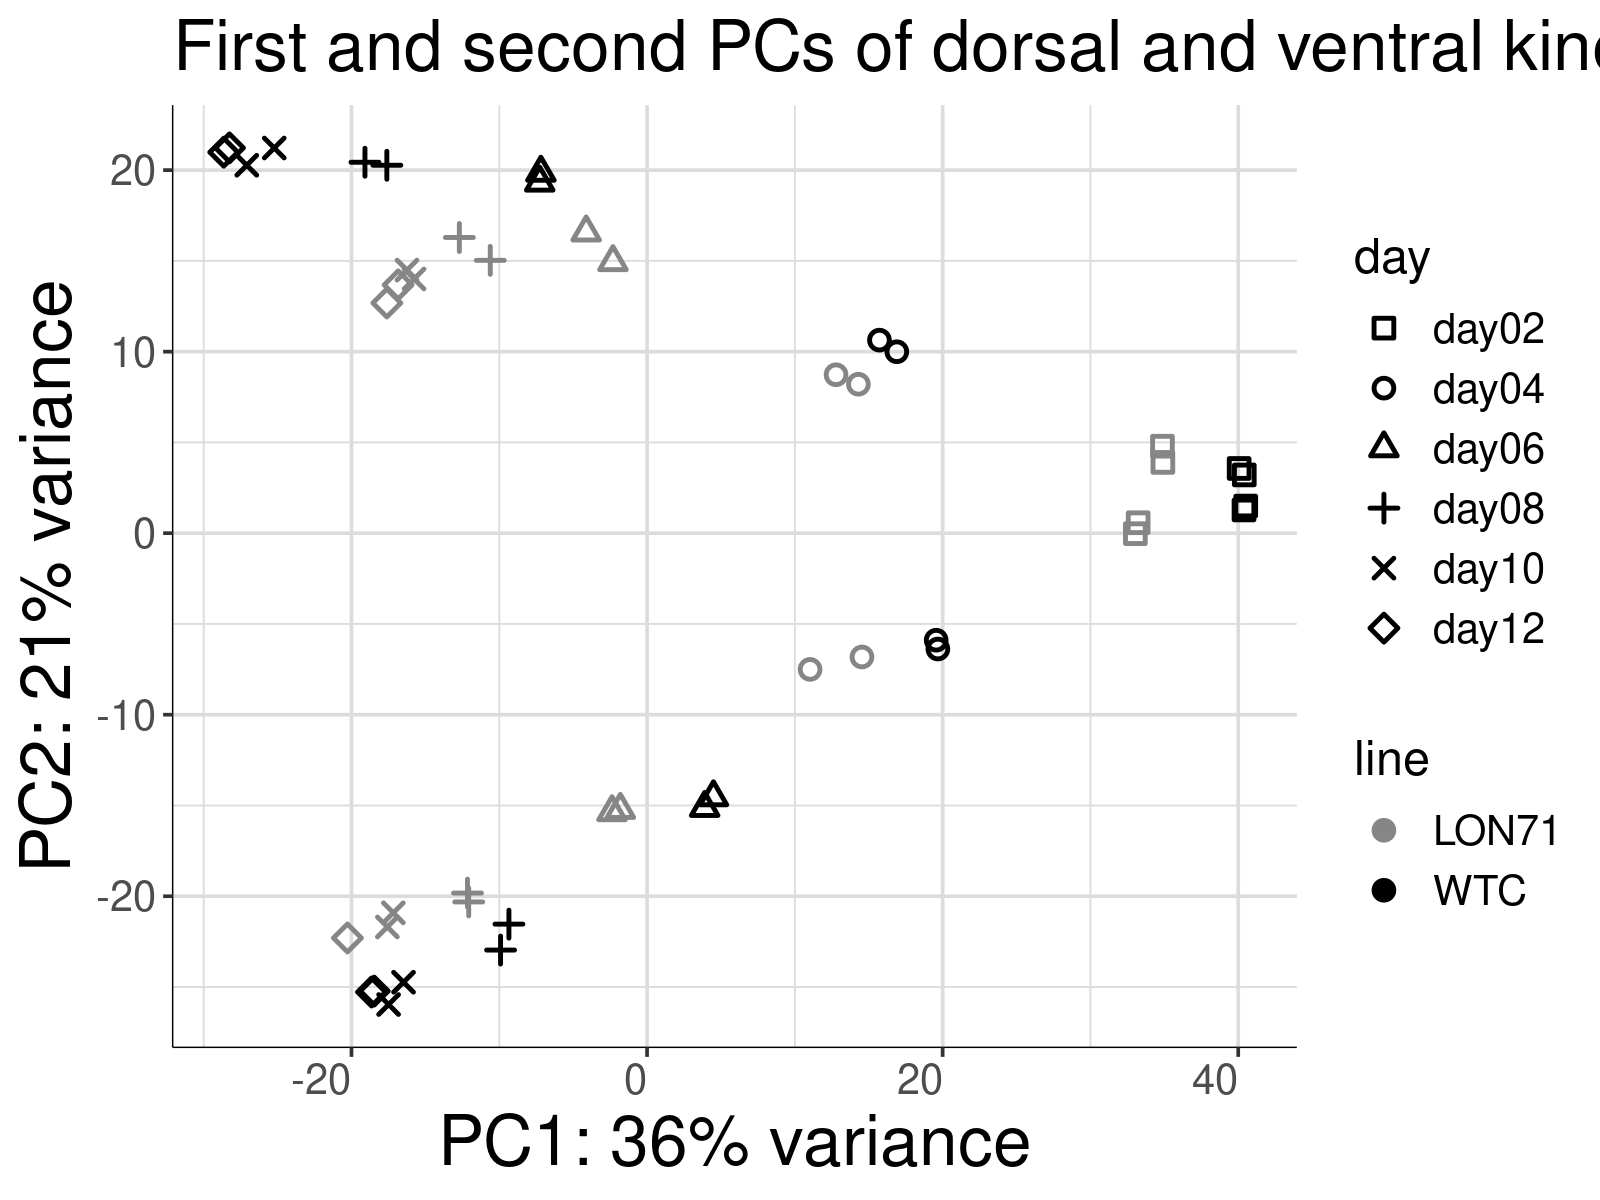 First and second PCs of dorsal and ventral
PC2: 21% variance
20
10
0
-10
-20
-20
0
20
40
PC1: 36% variance
day
day02
day04
day06
day08
day10
day12
line
LON71
WTC